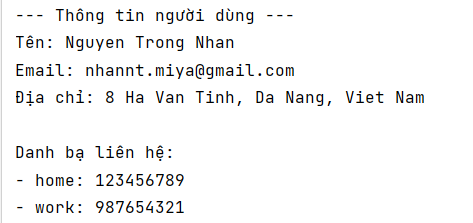 --- Thông tin người dùng ---
Tên: Nguyen Trong Nhan
Email: nhannt.miya@gmail.com
Địa chỉ: 8 Ha Van Tinh, Da Nang, Viet Nam
Danh bạ liên hệ:
- home: 123456789
- work: 987654321